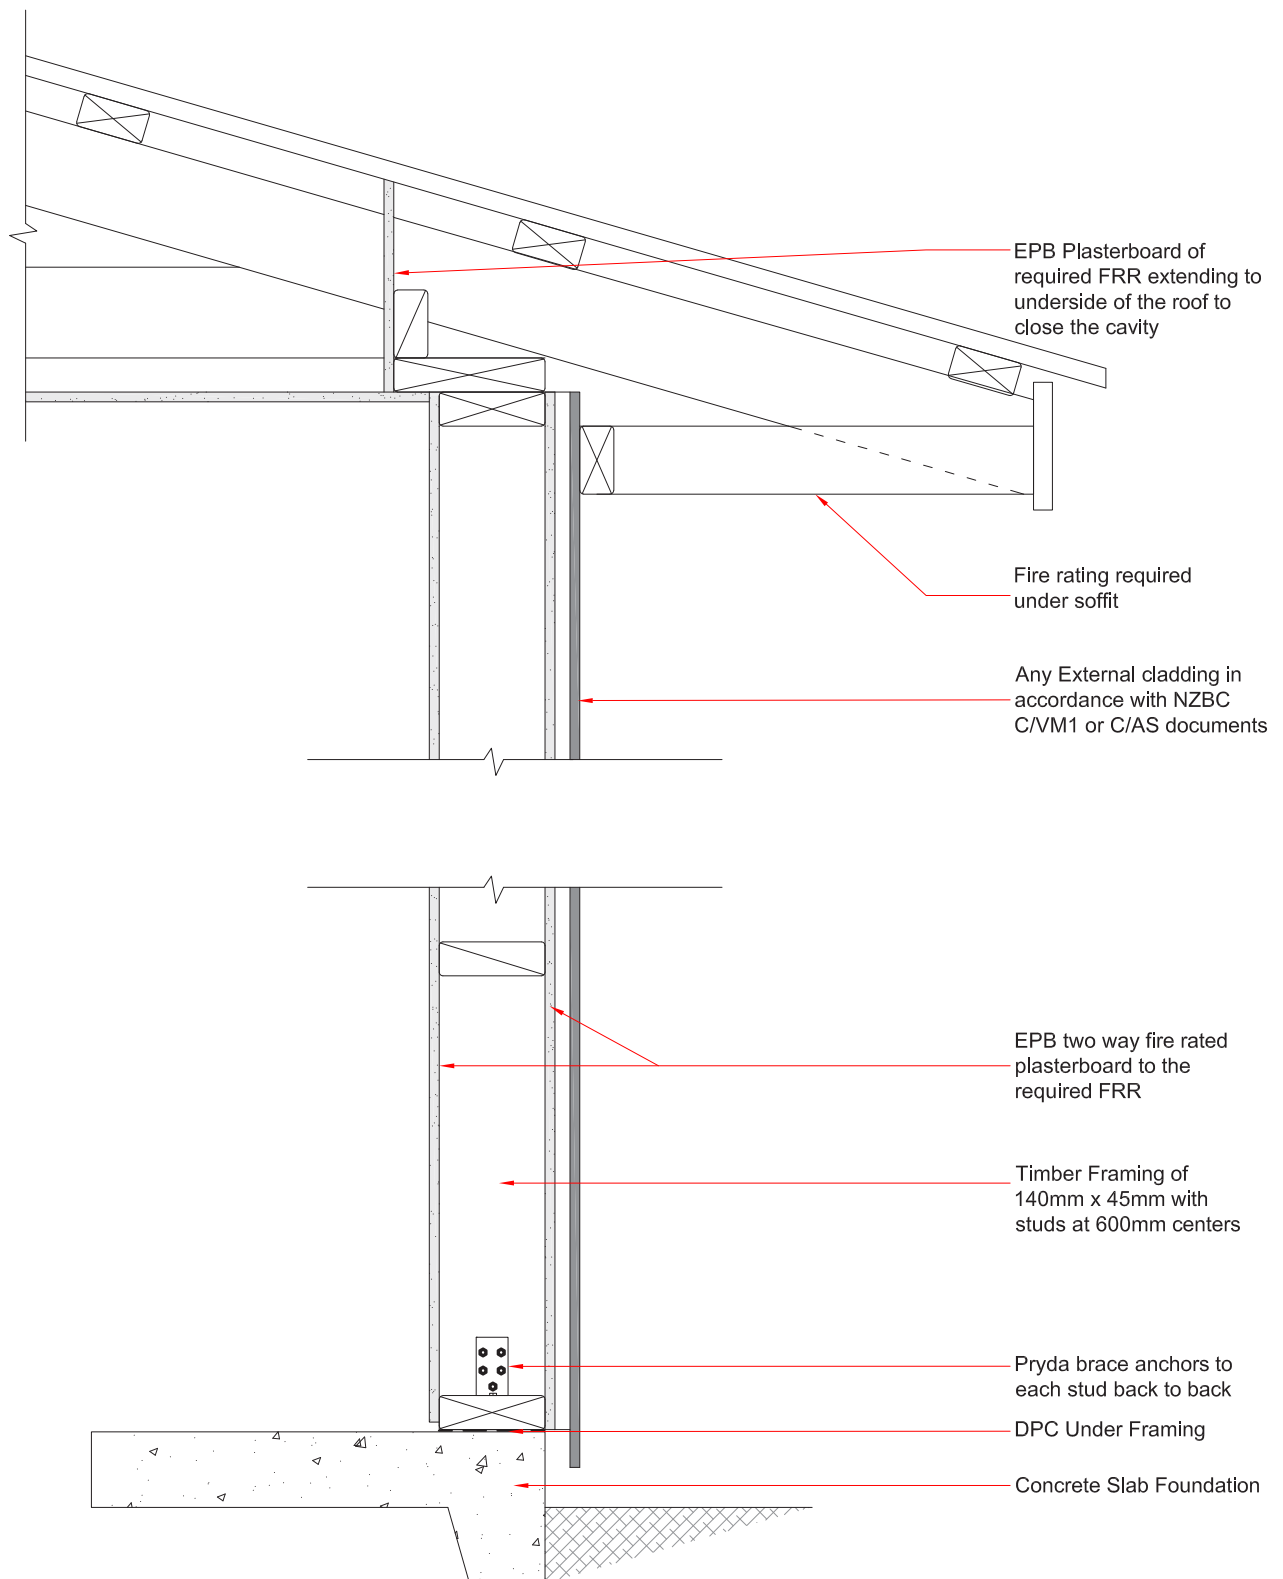 EPB Plasterboard of
required FRR extending to
underside of the roof to
close the cavity
Fire rating required
under soffit
Any External cladding in
accordance with NZBC
C/VM1 or C/AS documents
EPB two way fire rated
plasterboard to the
required FRR
Timber Framing of
140mm x 45mm with
studs at 600mm centers
Pryda brace anchors to
each stud back to back
DPC Under Framing
Concrete Slab Foundation